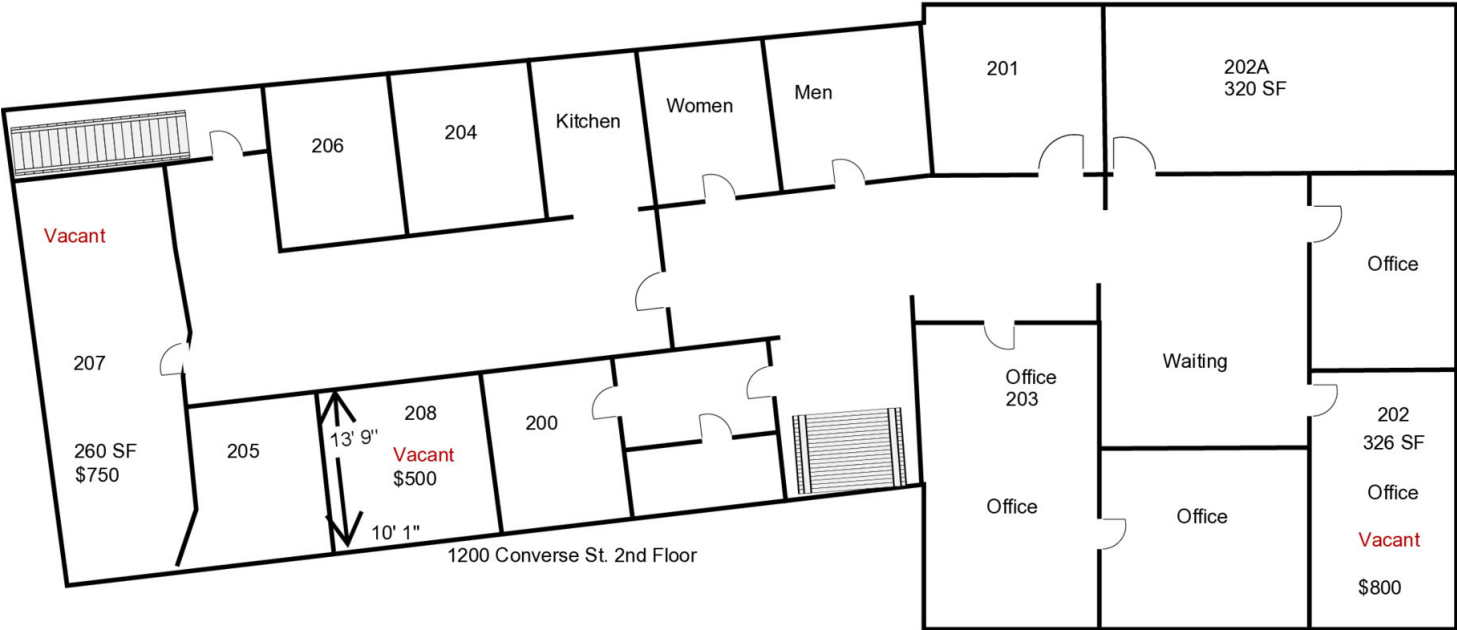 201
202A
320 SF
Men
Women
Kitchen
204
206
Vacant
Office
207
Waiting
Office
203
13' 9"
208
Vacant
$500
200
205
260 SF
$750
202
326 SF
Office
Vacant
$800
Office
Office
10' 1"
1200 Converse St. 2nd Floor